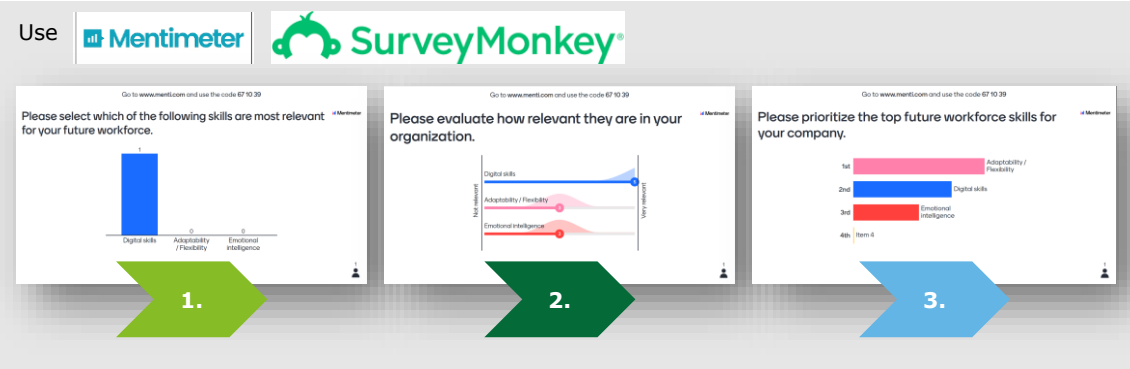 Use
Mentimeter
SurveyMonkey®
Go to www.menti.com and use the code 67 10 39
Please select which of the following skills are most relevant
for your future workforce.
Mentimeter
1
0
0
Digital skills
Adaptability
/ Flexibility
Emotional
intelligence
1
1.
Go to www.menti.com and use the code 67 10 39
Please evaluate how relevant they are in your
organization.
Mentimeter
Not relevant
Digital skills
Adaptability / Flexibility
Emotional intelligence
Very relevant
1
2.
Go to www.menti.com and use the code 67 10 39
Please prioritize the top future workforce skills for
your company.
Mentimeter
1st
Adaptability /
Flexibility
2nd
Digital skills
3rd
Emotional
intelligence
4th
Item 4
1
3.